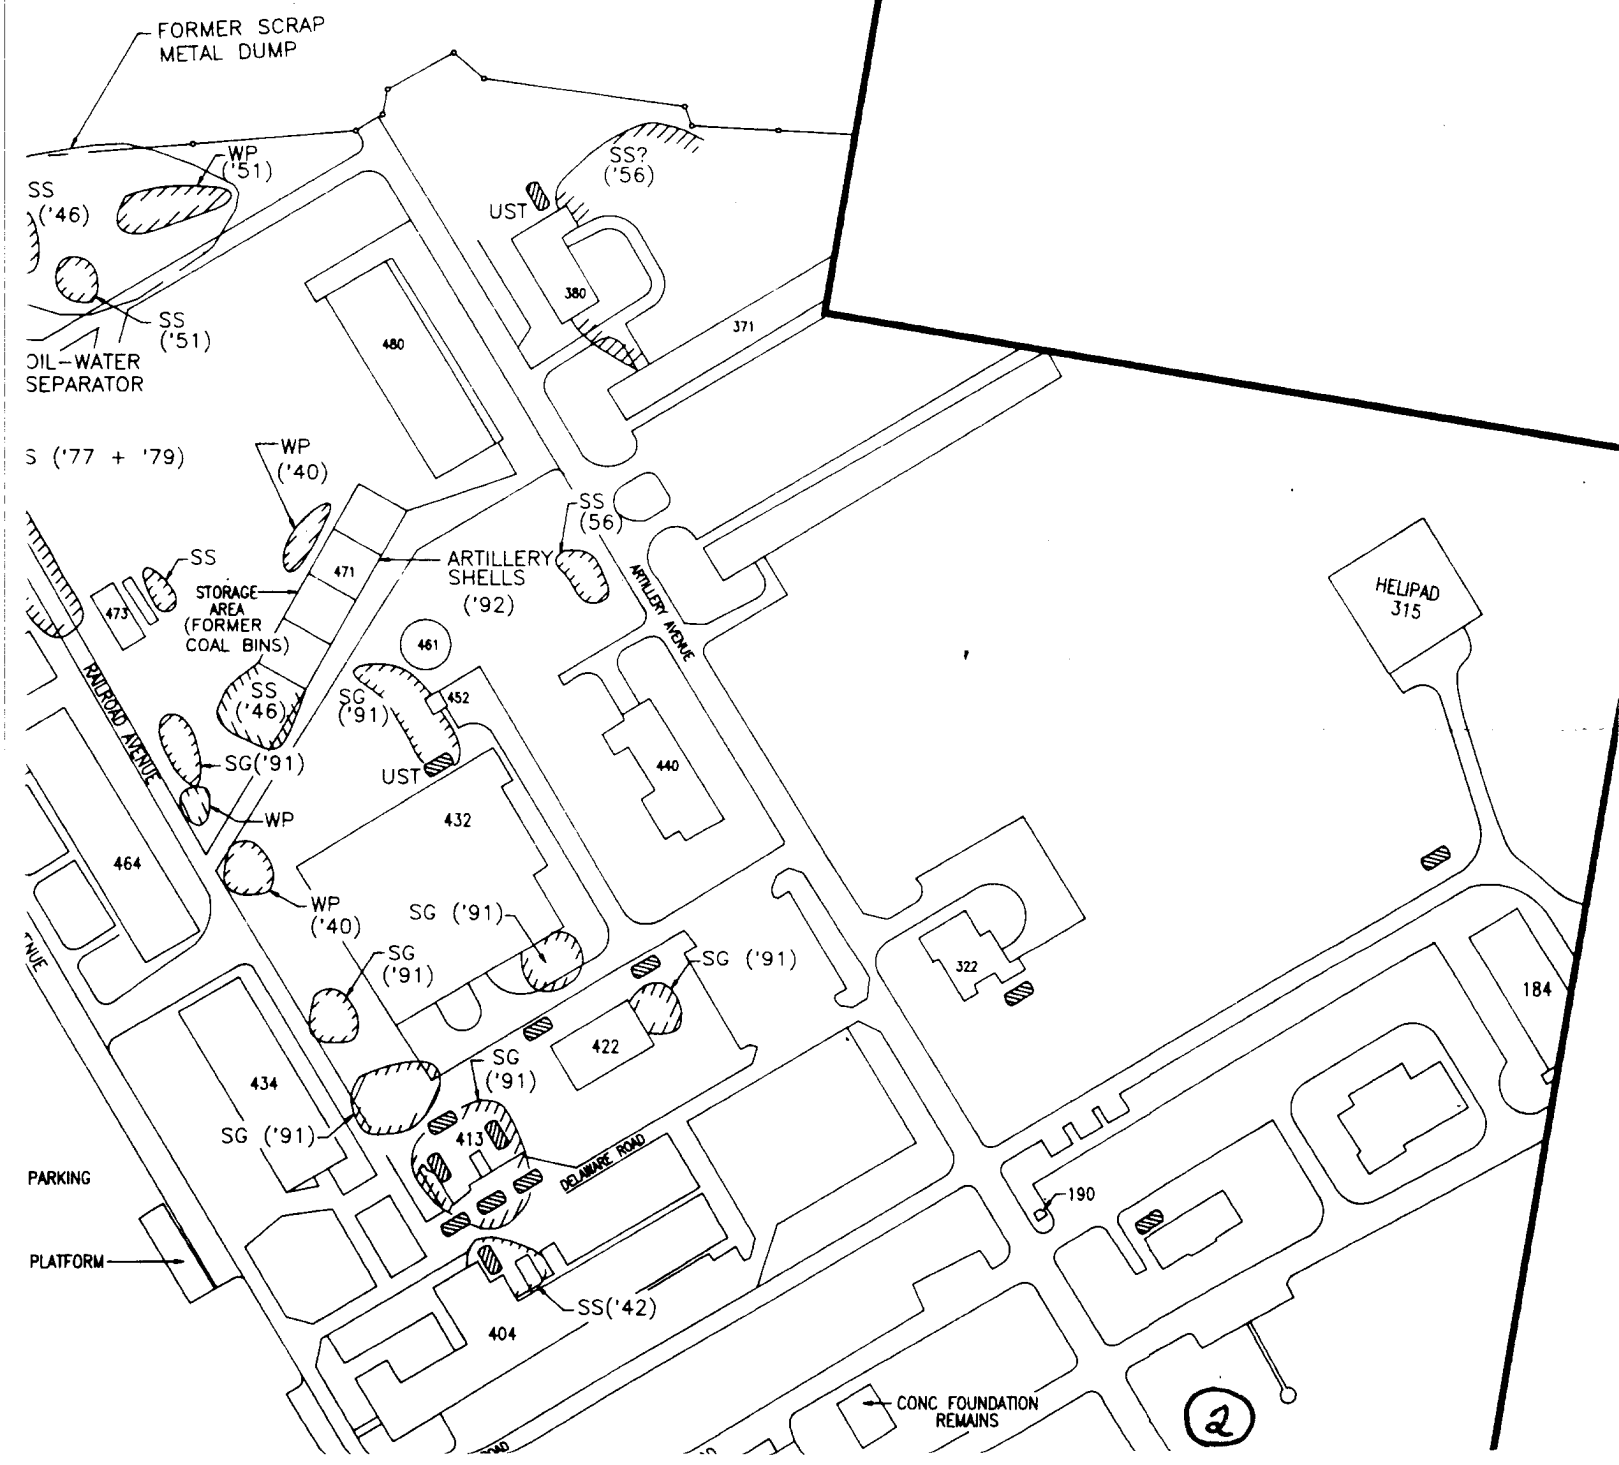 FORMER SCRAP
METAL DUMP
WP
('51)
SS?
('56)
SS
('46)
UST
380
SS
('51)
371
480
OIL-WATER
SEPARATOR
WP
('40)
S ('77 + '79)
SS
(56)
SS
ARTILLERY
SHELLS
('92)
471
STORAGE
AREA
(FORMER
COAL BINS)
473
ARTILLERY AVENUE
HELIPAD
315
461
RAILROAD AVENUE
SS
('46)
SG
('91)
452
SG('91)
UST
440
WP
432
464
WP
('40)
SG ('91)
SG
('91)
SG ('91)
NUE
322
184
422
SG
('91)
434
SG ('91)
413
DELAWARE ROAD
PARKING
190
PLATFORM
SS('42)
404
CONC FOUNDATION
REMAINS
2
ROAD